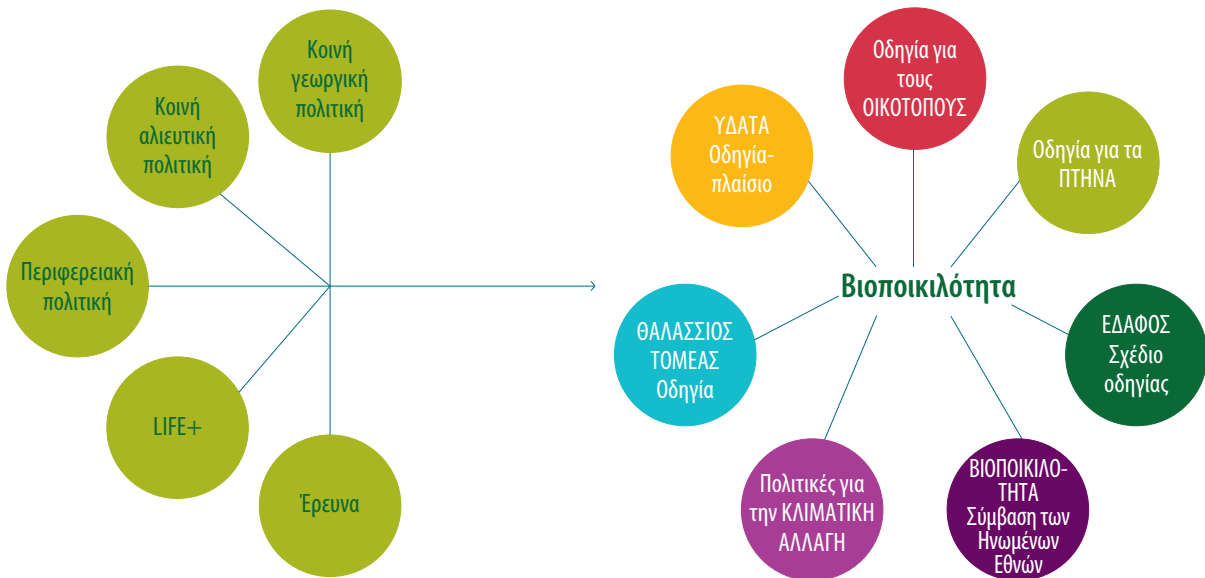 Κοινή
γεωργική
πολιτική
Κοινή
αλιευτική
πολιτική
Περιφερειακή
πολιτική
LIFE+
Έρευνα
Οδηγία για
τους
ΟΙΚΟΤΟΠΟΥΣ
ΥΔΑΤΑ
Οδηγία-
πλαίσιο
Οδηγία για τα
ΠΤΗΝΑ
Βιοποικιλότητα
ΘΑΛΑΣΣΙΟΣ
ΤΟΜΕΑΣ
Οδηγία
ΕΔΑΦΟΣ
Σχέδιο
οδηγίας
Πολιτικές για
την ΚΛΙΜΑΤΙΚΗ
ΑΛΛΑΓΗ
ΒΙΟΠΟΙΚΙΛΟ-
ΤΗΤΑ
Σύμβαση των
Ηνωμένων
Εθνών